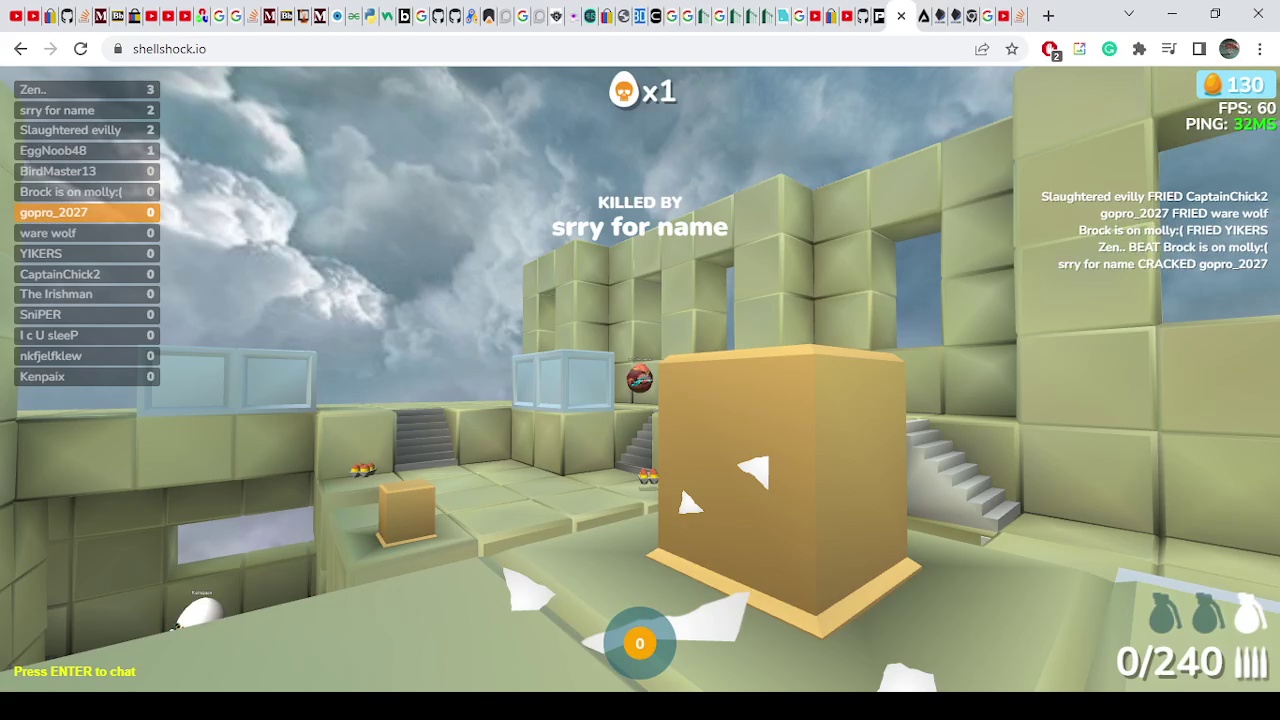 shellshock.io
2
Zen.. 3
srry for name 2
Slaughtered evilly 2
EggNoob48 1
BirdMaster13 0
Brock is on molly:( 0
gopro_2027 0
ware wolf 0
YIKERS 0
CaptainChick2 0
The Irishman 0
SniPER 0
I c U sleeP 0
nkfjelfklew 0
Kenpaix 0
x1
KILLED BY
srry for name
130
FPS: 60
PING: 32MS
Slaughtered evilly FRIED CaptainChick2
gopro_2027 FRIED ware wolf
Brock is on molly:( FRIED YIKERS
Zen.. BEAT Brock is on molly:(
srry for name CRACKED gopro_2027
0
Press ENTER to chat
0/240